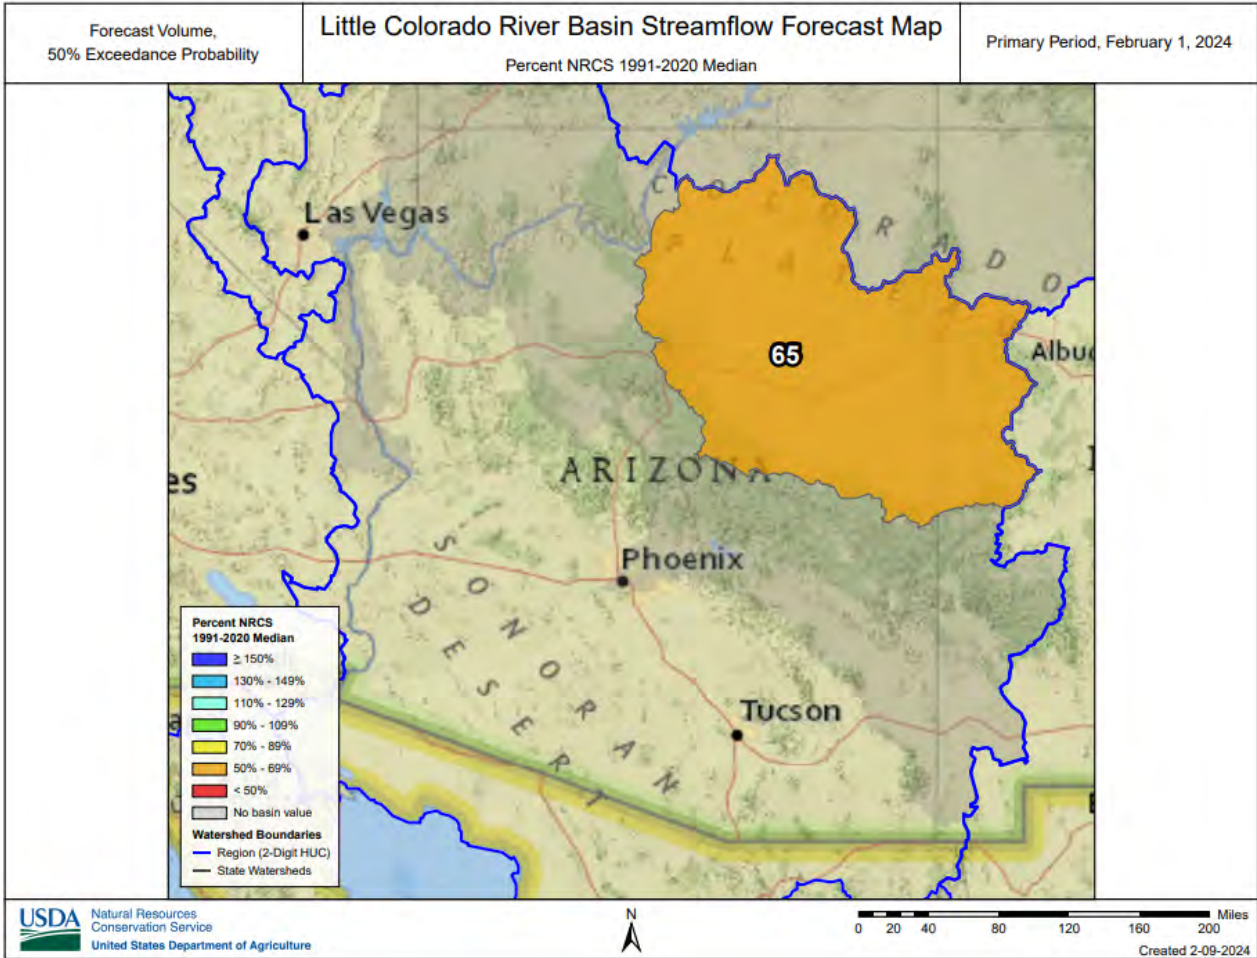 Forecast Volume,
50% Exceedance Probability
Little Colorado River Basin Streamflow Forecast Map
Percent NRCS 1991-2020 Median
Primary Period, February 1, 2024
Las Vegas
COLORADO
PLATEAU
65
Albuq
ARIZONA
es
Phoenix
SONORAN
DESERT
Tucson
Percent NRCS
1991-2020 Median
≥ 150%
130% - 149%
110% - 129%
90% - 109%
70% - 89%
50% - 69%
< 50%
No basin value
Watershed Boundaries
Region (2-Digit HUC)
State Watersheds
USDA
Natural Resources
Conservation Service
United States Department of Agriculture
N
Miles
0 20 40 80 120 160 200
Created 2-09-2024